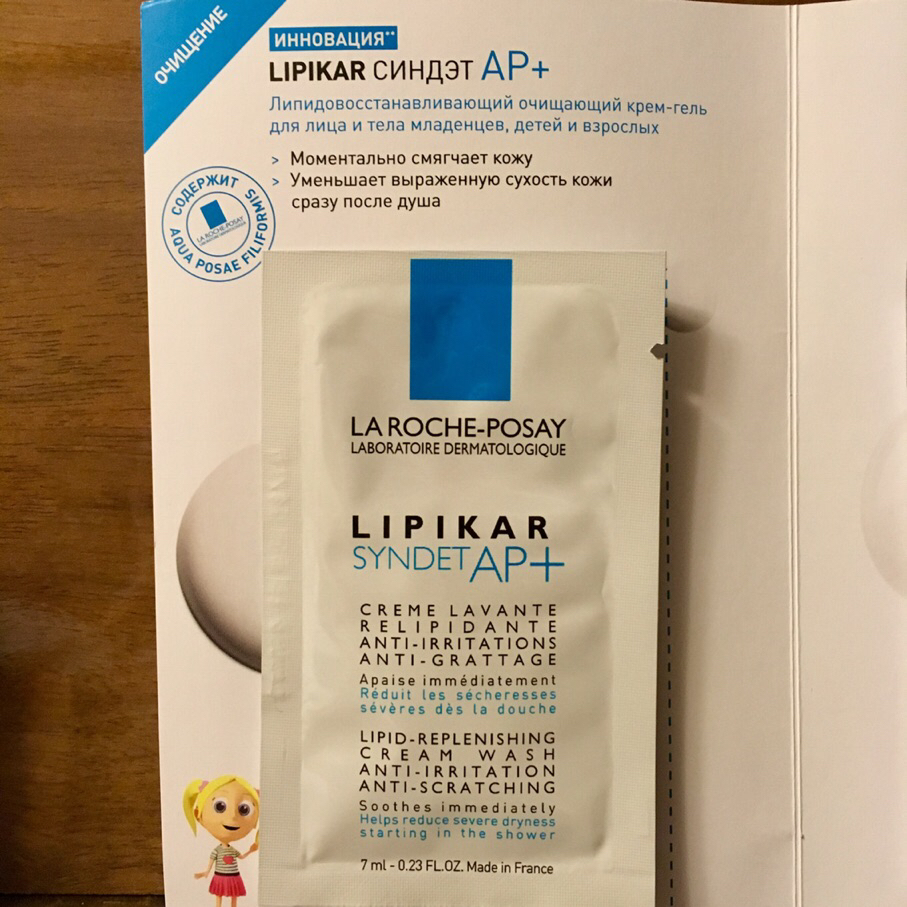 ОЧИЩЕНИЕ
ИННОВАЦИЯ**
LIPIKAR СИНДЭТ AP+
Липидовосстанавливающий очищающий крем-гель
для лица и тела младенцев, детей и взрослых
> Моментально смягчает кожу
> Уменьшает выраженную сухость кожи
сразу после душа
СОДЕРЖИТ
AQUA POSAE FILIFORMIS
LA ROCHE-POSAY
LA ROCHE-POSAY
LABORATOIRE DERMATOLOGIQUE
LIPIKAR
SYNDET AP+
CREME LAVANTE
RELIPIDANTE
ANTI-IRRITATIONS
ANTI-GRATTAGE
Apaise immédiatement
Réduit les sécheresses
sévères dès la douche
LIPID-REPLENISHING
CREAM WASH
ANTI-IRRITATION
ANTI-SCRATCHING
Soothes immediately
Helps reduce severe dryness
starting in the shower
7 ml - 0.23 FL.OZ. Made in France